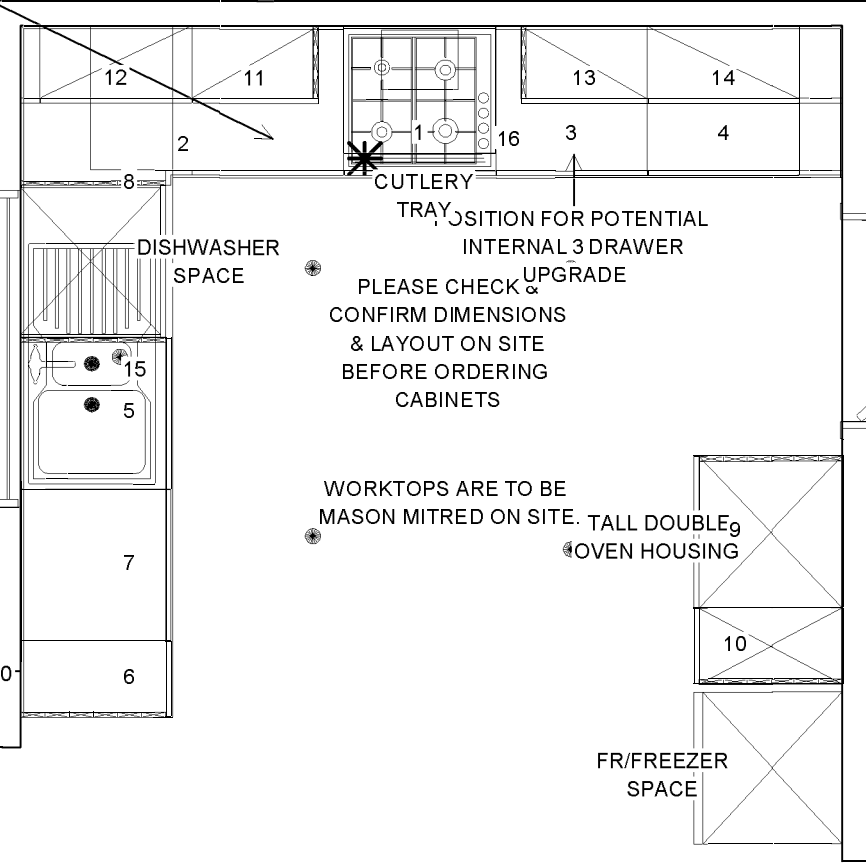 12
11
13
14
2
1
16
3
4
8
CUTLERY
TRAY
OSITION FOR POTENTIAL
INTERNAL 3 DRAWER
UPGRADE
DISHWASHER
SPACE
PLEASE CHECK &
CONFIRM DIMENSIONS
& LAYOUT ON SITE
BEFORE ORDERING
CABINETS
15
5
WORKTOPS ARE TO BE
MASON MITRED ON SITE.
TALL DOUBLE
OVEN HOUSING
9
7
10
0
6
FR/FREEZER
SPACE